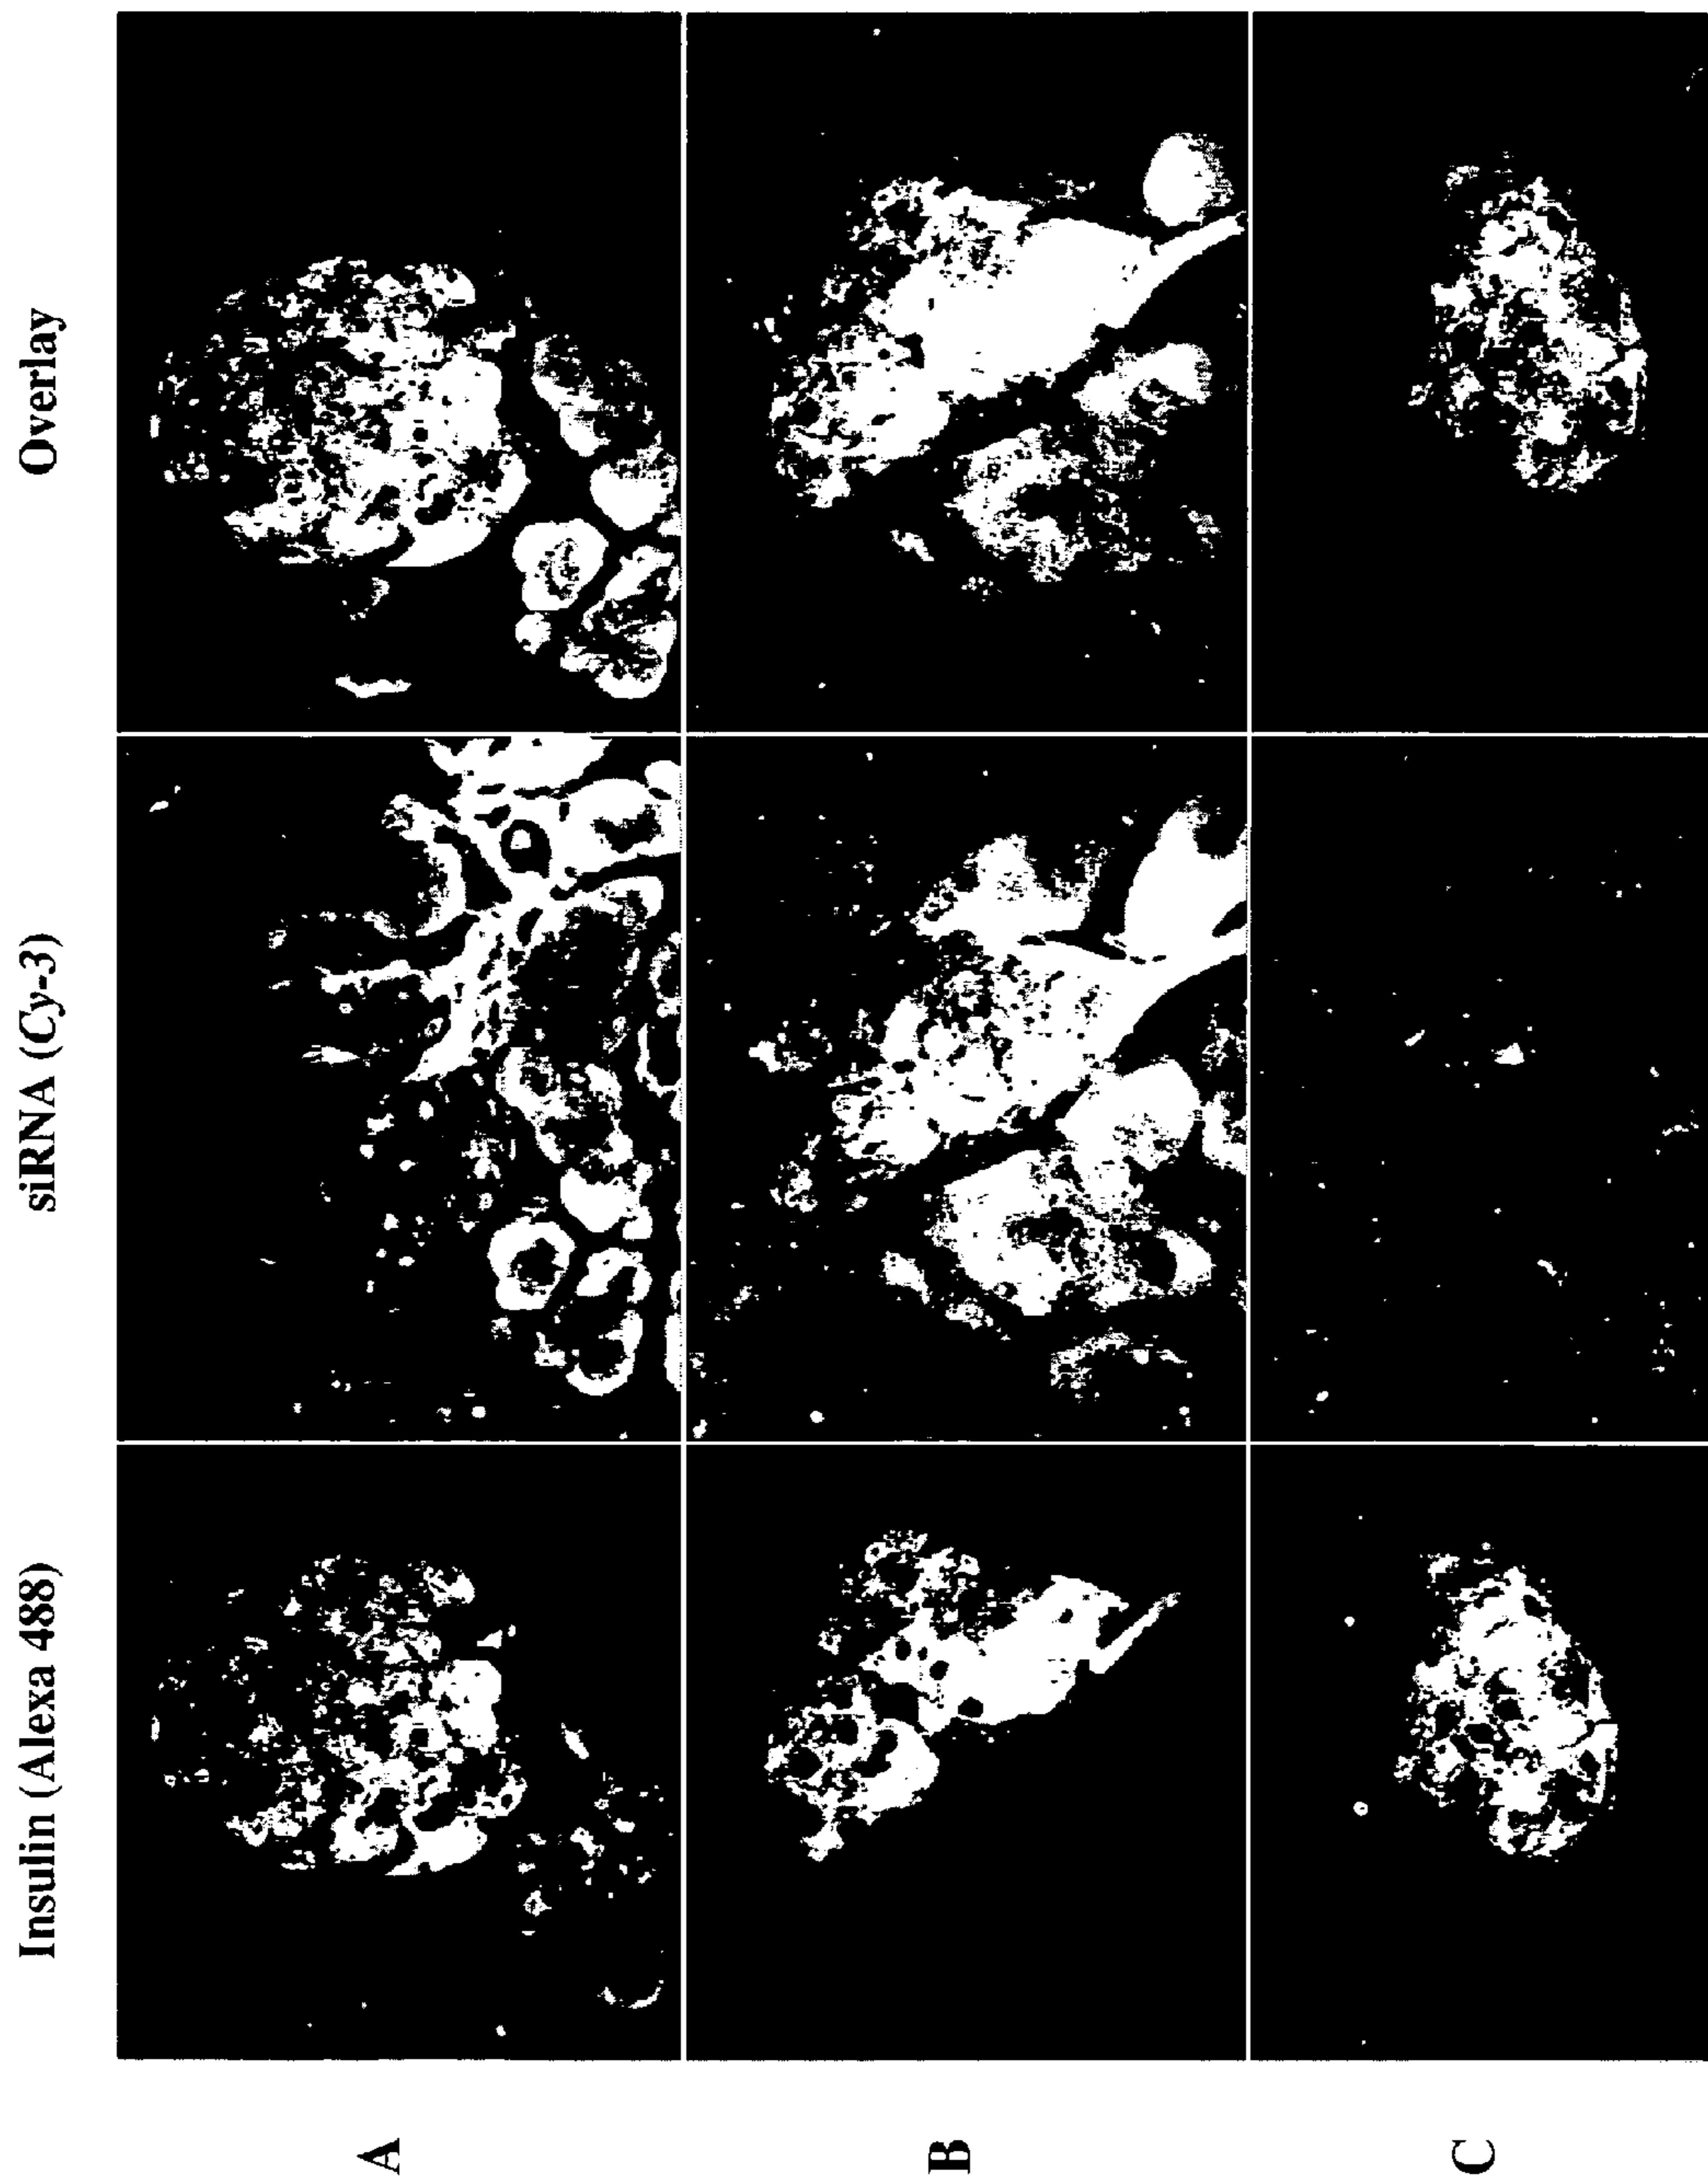 Insulin (Alexa 488)
siRNA (Cy-3)
Overlay
A
B
C